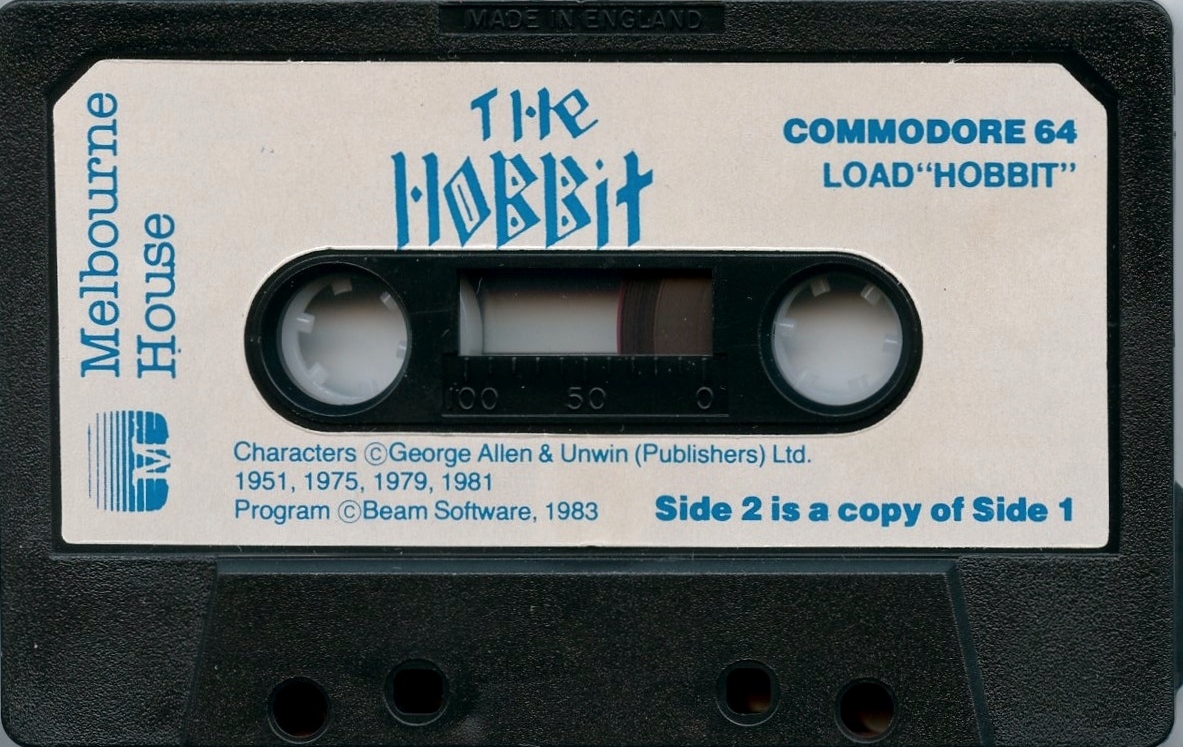 MADE IN ENGLAND
Melbourne
House
THE
HOBBIT
COMMODORE 64
LOAD“HOBBIT”
100 50 0
Characters ©George Allen & Unwin (Publishers) Ltd.
1951, 1975, 1979, 1981
Program ©Beam Software, 1983
Side 2 is a copy of Side 1